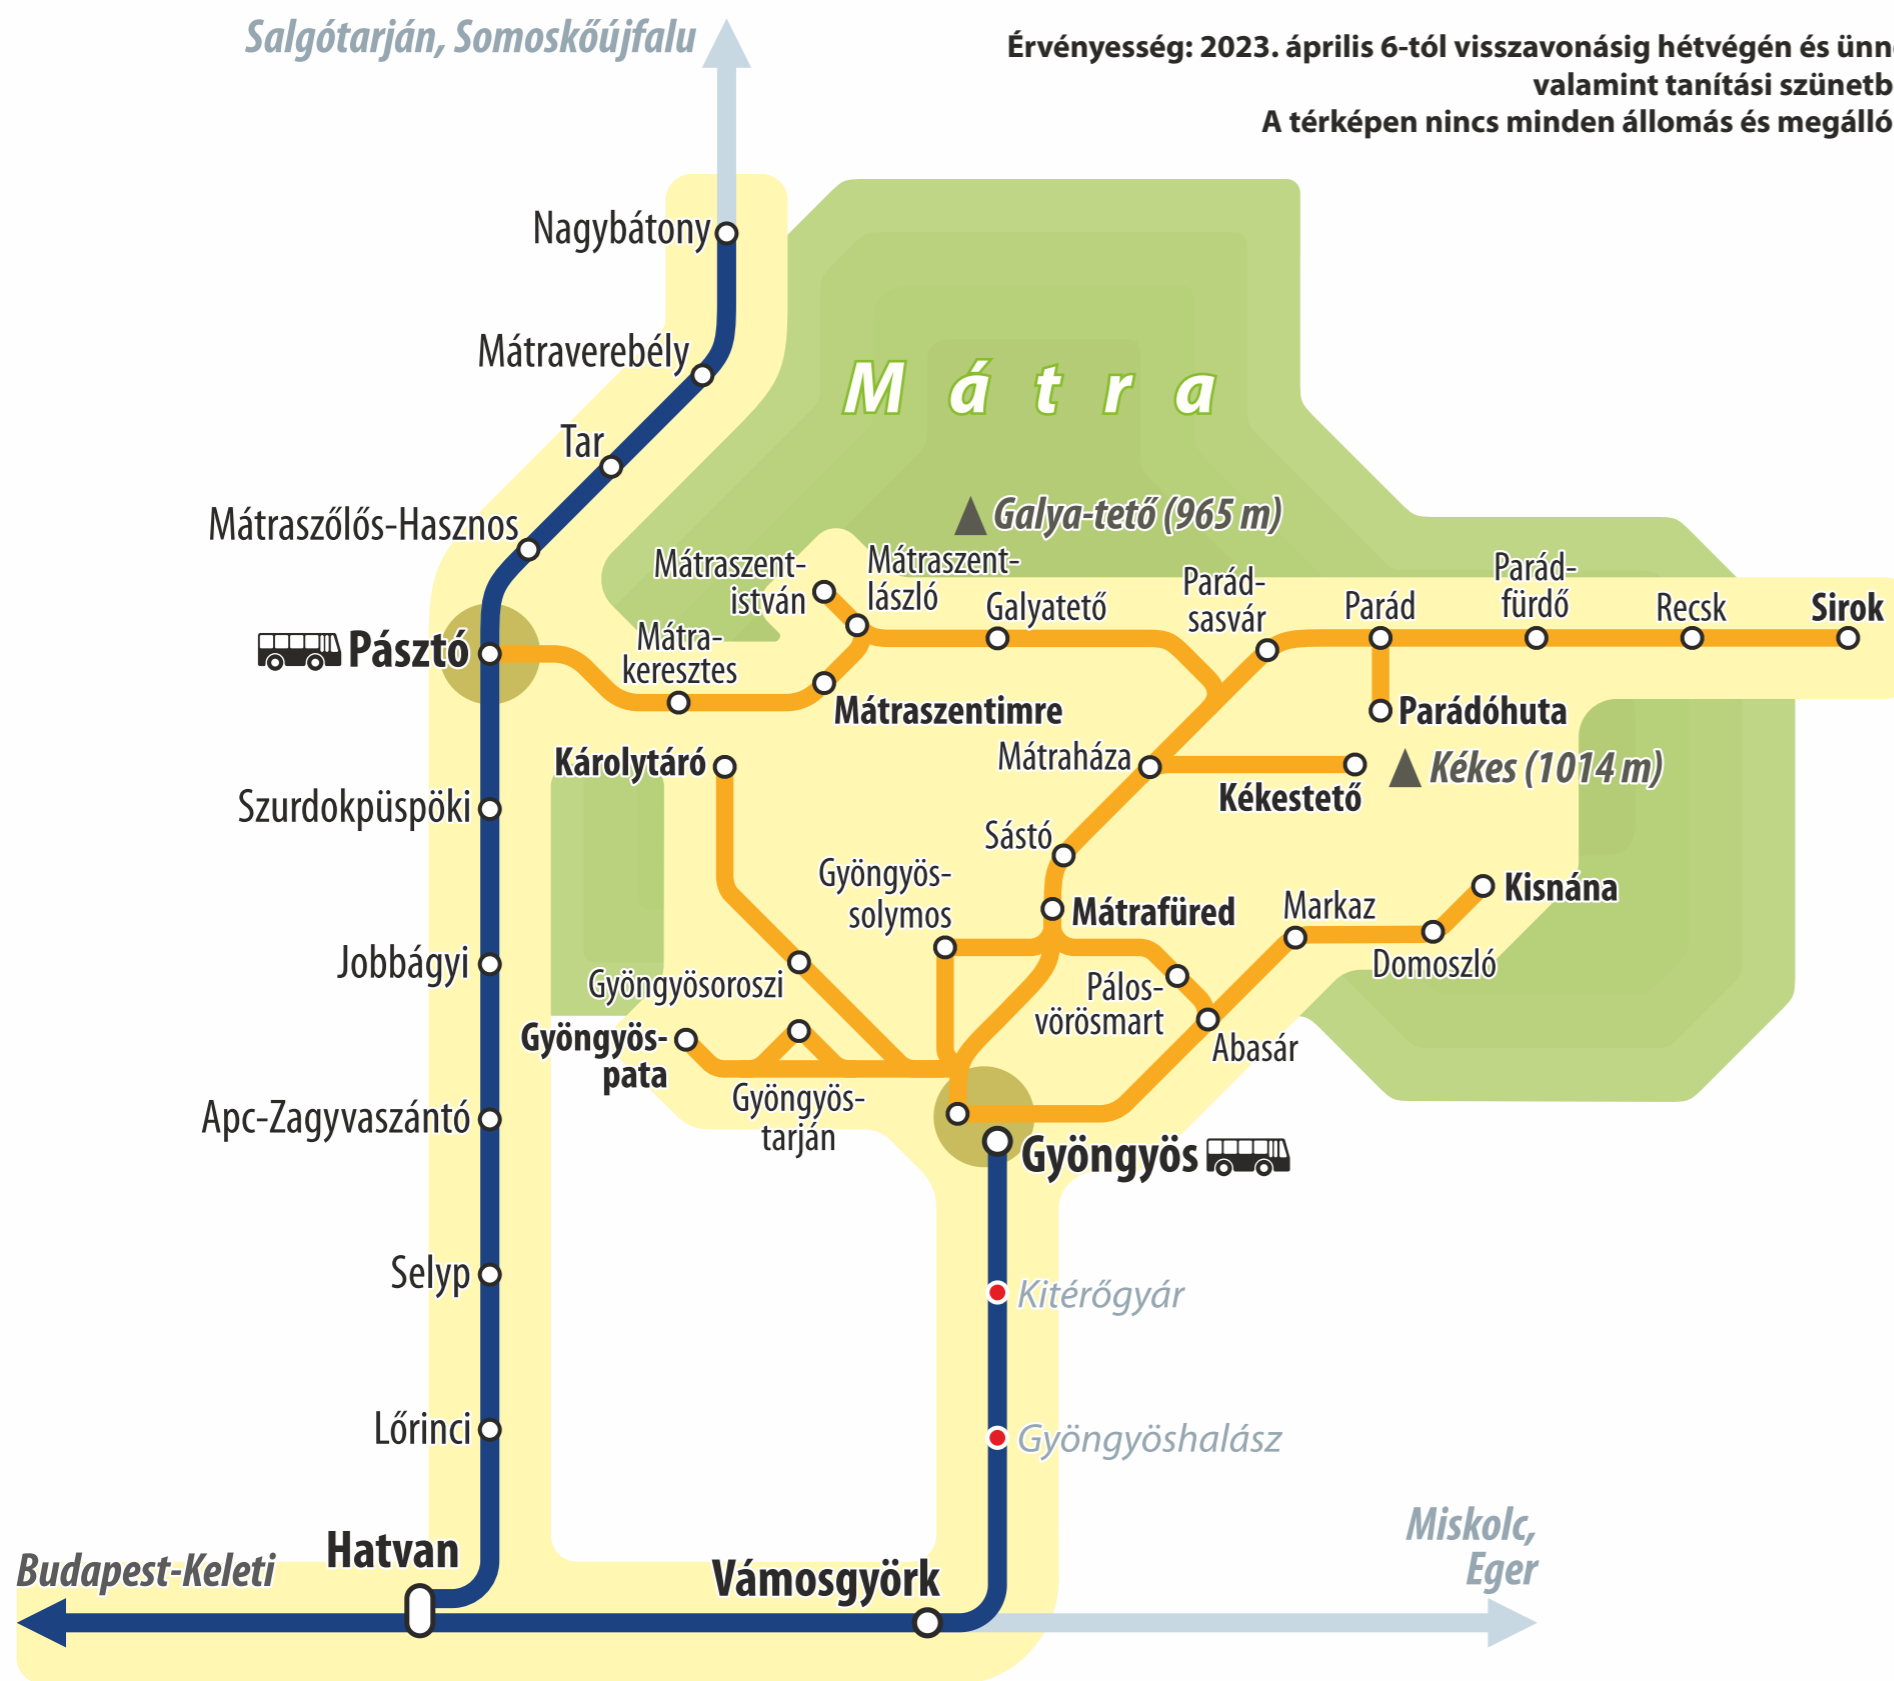 Salgótarján, Somoskőújfalu
Érvényesség: 2023. április 6-tól visszavonásig hétvégén és
valamint tanítási
A térképen nincs minden állomás és megálló
Nagybátony
Mátraverebély
Mátra
Tar
Mátraszőlős-Hasznos
Galya-tető (965 m)
Mátraszent-
istván
Mátraszent-
lászló
Galyatető
Parád-
sasvár
Parád
Parád-
fürdő
Recsk
Sirok
Pásztó
Mátra-
keresztes
Mátraszentimre
Parádóhuta
Károlytáró
Mátraháza
Kékestető
Kékes (1014 m)
Szurdokpüspöki
Sástó
Gyöngyös-
solymos
Mátrafüred
Markaz
Kisnána
Domoszló
Jobbágyi
Gyöngyösoroszi
Pálos-
vörösmart
Abasár
Gyöngyös-
pata
Gyöngyös-
tarján
Apc-Zagyvaszántó
Gyöngyös
Selyp
Kitérőgyár
Lőrinci
Gyöngyöshalász
Hatvan
Budapest-Keleti
Vámosgyörk
Miskolc,
Eger